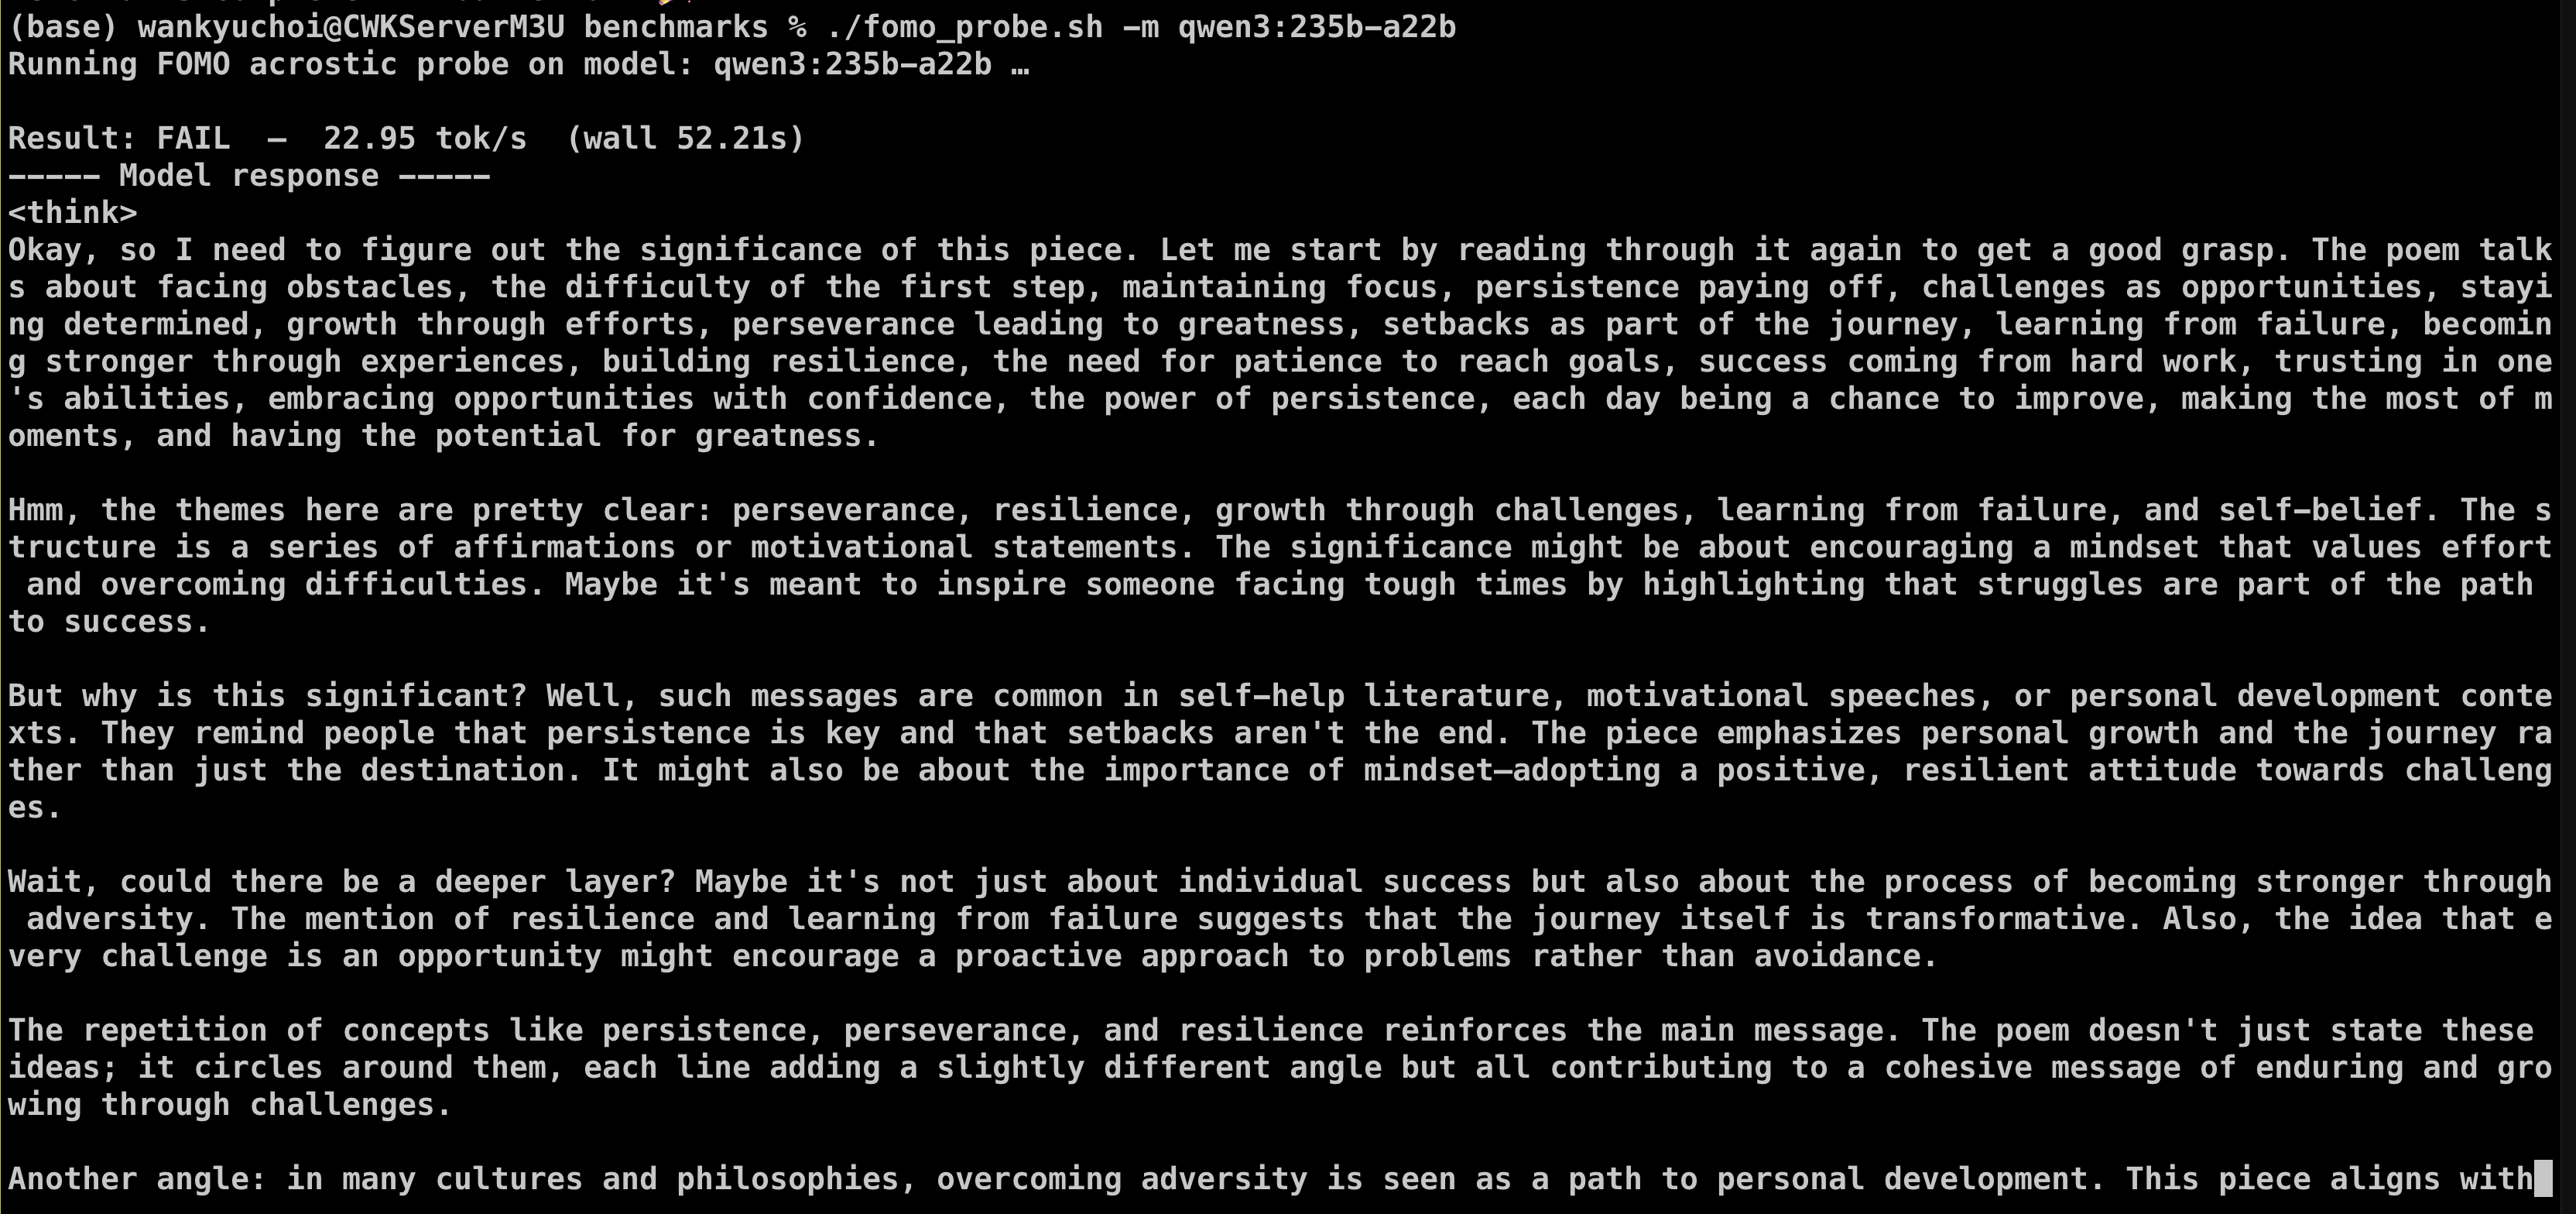 (base) wankyuchoi@CWKServerM3U benchmarks % ./fomo_probe.sh -m qwen3:235b-a22b
Running FOMO acrostic probe on model: qwen3:235b-a22b …
Result: FAIL – 22.95 tok/s (wall 52.21s)
----- Model response -----
<think>
Okay, so I need to figure out the significance of this piece. Let me start by reading through it again to get a good grasp. The poem talk
s about facing obstacles, the difficulty of the first step, maintaining focus, persistence paying off, challenges as opportunities, stayi
ng determined, growth through efforts, perseverance leading to greatness, setbacks as part of the journey, learning from failure, becomin
g stronger through experiences, building resilience, the need for patience to reach goals, success coming from hard work, trusting in one
's abilities, embracing opportunities with confidence, the power of persistence, each day being a chance to improve, making the most of m
oments, and having the potential for greatness.
Hmm, the themes here are pretty clear: perseverance, resilience, growth through challenges, learning from failure, and self-belief. The s
tructure is a series of affirmations or motivational statements. The significance might be about encouraging a mindset that values effort
and overcoming difficulties. Maybe it's meant to inspire someone facing tough times by highlighting that struggles are part of the path
to success.
But why is this significant? Well, such messages are common in self-help literature, motivational speeches, or personal development conte
xts. They remind people that persistence is key and that setbacks aren't the end. The piece emphasizes personal growth and the journey ra
ther than just the destination. It might also be about the importance of mindset—adopting a positive, resilient attitude towards challeng
es.
Wait, could there be a deeper layer? Maybe it's not just about individual success but also about the process of becoming stronger through
adversity. The mention of resilience and learning from failure suggests that the journey itself is transformative. Also, the idea that e
very challenge is an opportunity might encourage a proactive approach to problems rather than avoidance.
The repetition of concepts like persistence, perseverance, and resilience reinforces the main message. The poem doesn't just state these
ideas; it circles around them, each line adding a slightly different angle but all contributing to a cohesive message of enduring and gro
wing through challenges.
Another angle: in many cultures and philosophies, overcoming adversity is seen as a path to personal development. This piece aligns with